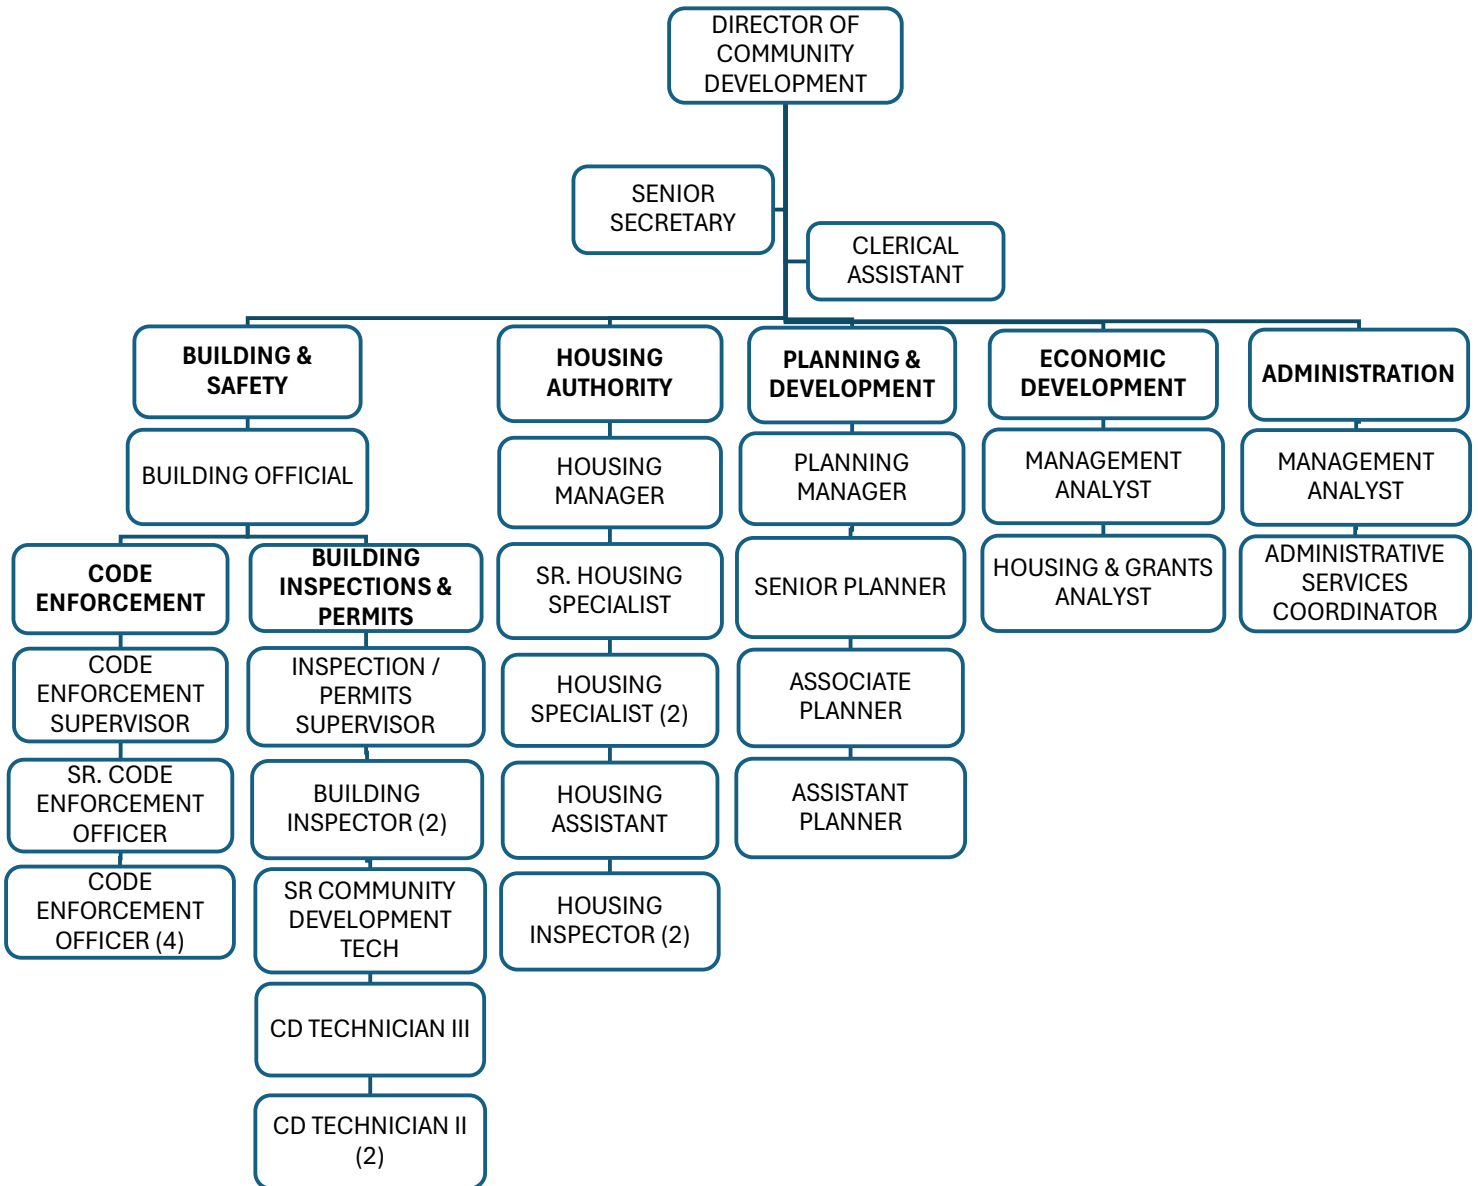 DIRECTOR OF
COMMUNITY
DEVELOPMENT
SENIOR
SECRETARY
CLERICAL
ASSISTANT
BUILDING &
SAFETY
BUILDING OFFICIAL
CODE
ENFORCEMENT
CODE
ENFORCEMENT
SUPERVISOR
SR. CODE
ENFORCEMENT
OFFICER
CODE
ENFORCEMENT
OFFICER (4)
BUILDING
INSPECTIONS &
PERMITS
INSPECTION /
PERMITS
SUPERVISOR
BUILDING
INSPECTOR (2)
SR COMMUNITY
DEVELOPMENT
TECH
CD TECHNICIAN III
CD TECHNICIAN II
(2)
HOUSING
AUTHORITY
HOUSING
MANAGER
SR. HOUSING
SPECIALIST
HOUSING
SPECIALIST (2)
HOUSING
ASSISTANT
HOUSING
INSPECTOR (2)
PLANNING &
DEVELOPMENT
PLANNING
MANAGER
SENIOR PLANNER
ASSOCIATE
PLANNER
ASSISTANT
PLANNER
ECONOMIC
DEVELOPMENT
MANAGEMENT
ANALYST
HOUSING & GRANTS
ANALYST
ADMINISTRATION
MANAGEMENT
ANALYST
ADMINISTRATIVE
SERVICES
COORDINATOR